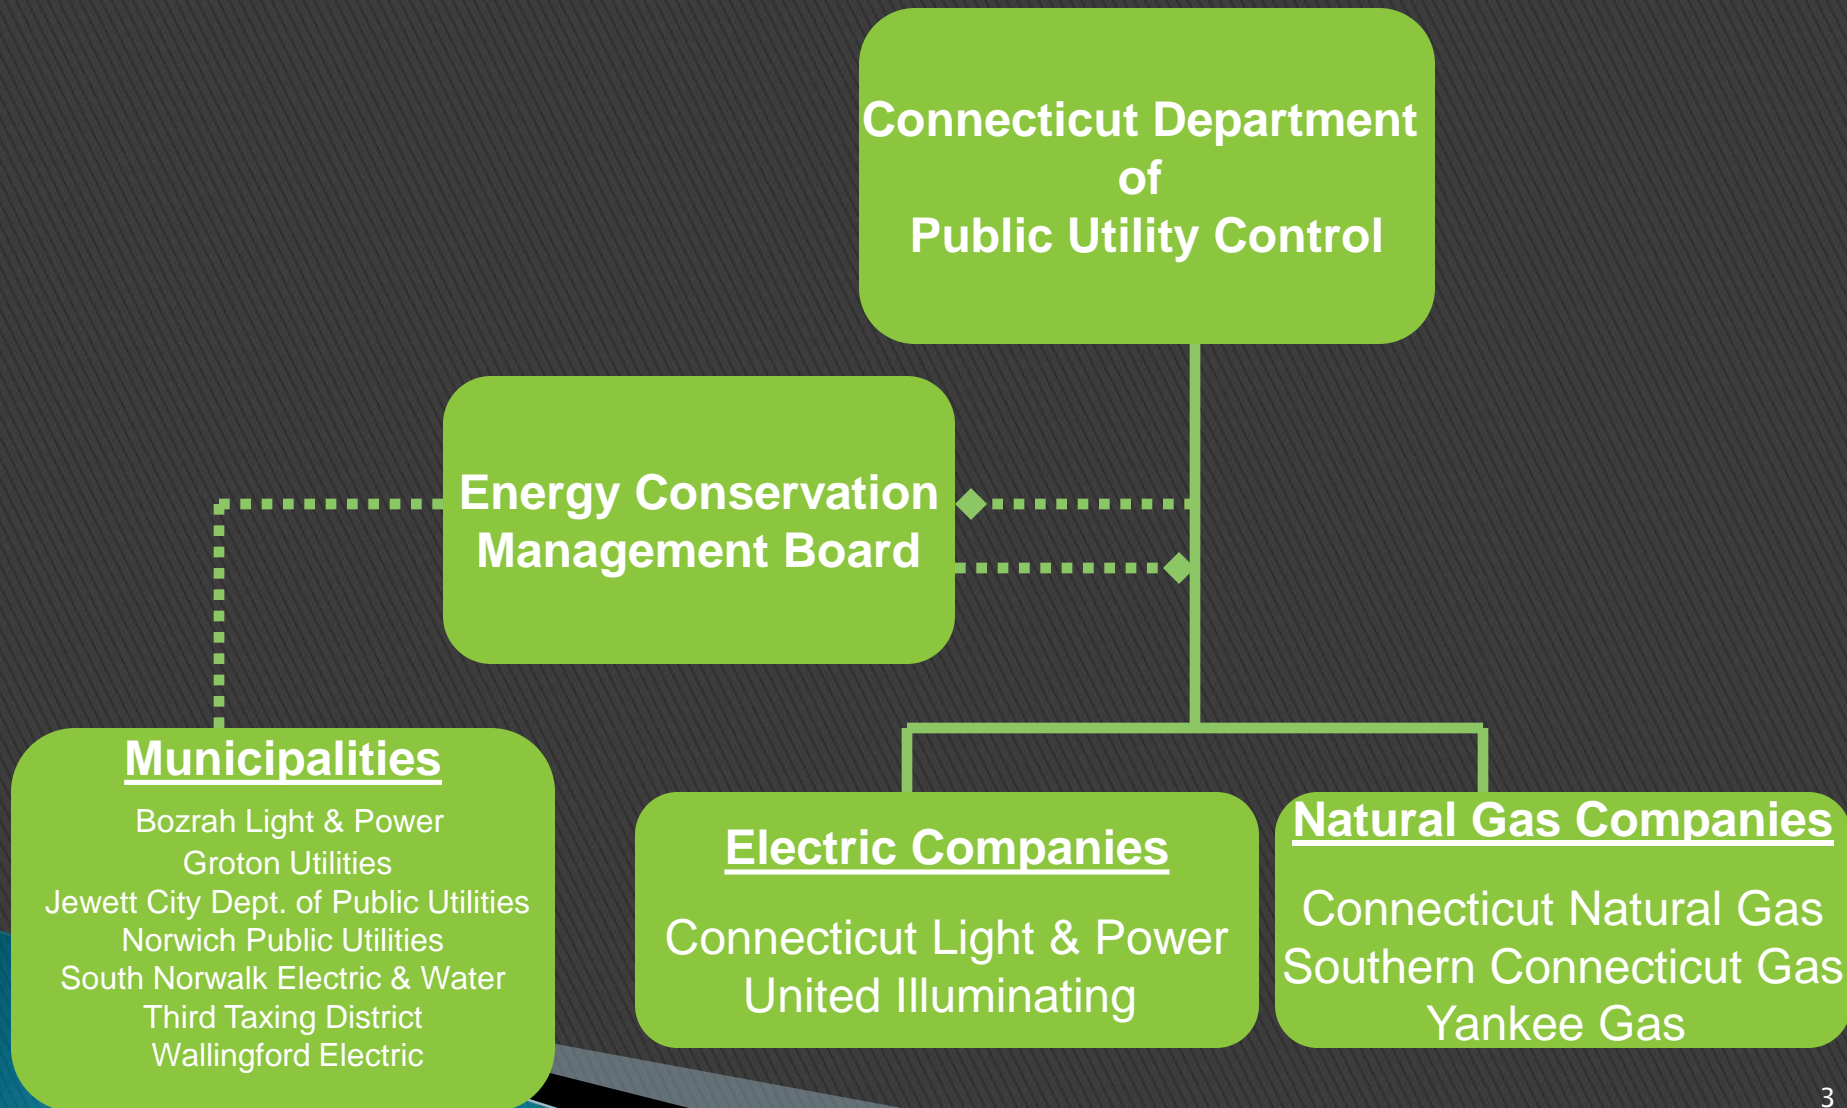 Connecticut Department
of
Public Utility Control
Energy Conservation
Management Board
Municipalities
Bozrah Light & Power
Groton Utilities
Jewett City Dept. of Public Utilities
Norwich Public Utilities
South Norwalk Electric & Water
Third Taxing District
Wallingford Electric
Electric Companies
Connecticut Light & Power
United Illuminating
Natural Gas Companies
Connecticut Natural Gas
Southern Connecticut Gas
Yankee Gas
3